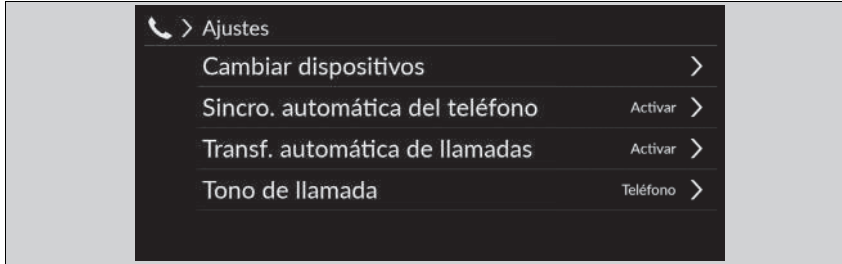 Ajustes
Cambiar dispositivos
Sincro. automática del teléfono Activar
Transf. automática de llamadas Activar
Tono de llamada Teléfono